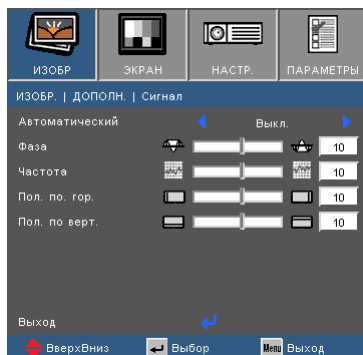 ИЗОБР ЭКРАН НАСТР. ПАРАМЕТРЫ
ИЗОБР. | ДОПОЛН. | Сигнал
Автоматический Выкл.
Фаза 10
Частота 10
Пол. по. гор. 10
Пол. по верт. 10
Выход
ВверхВниз Выбор Menu Выход